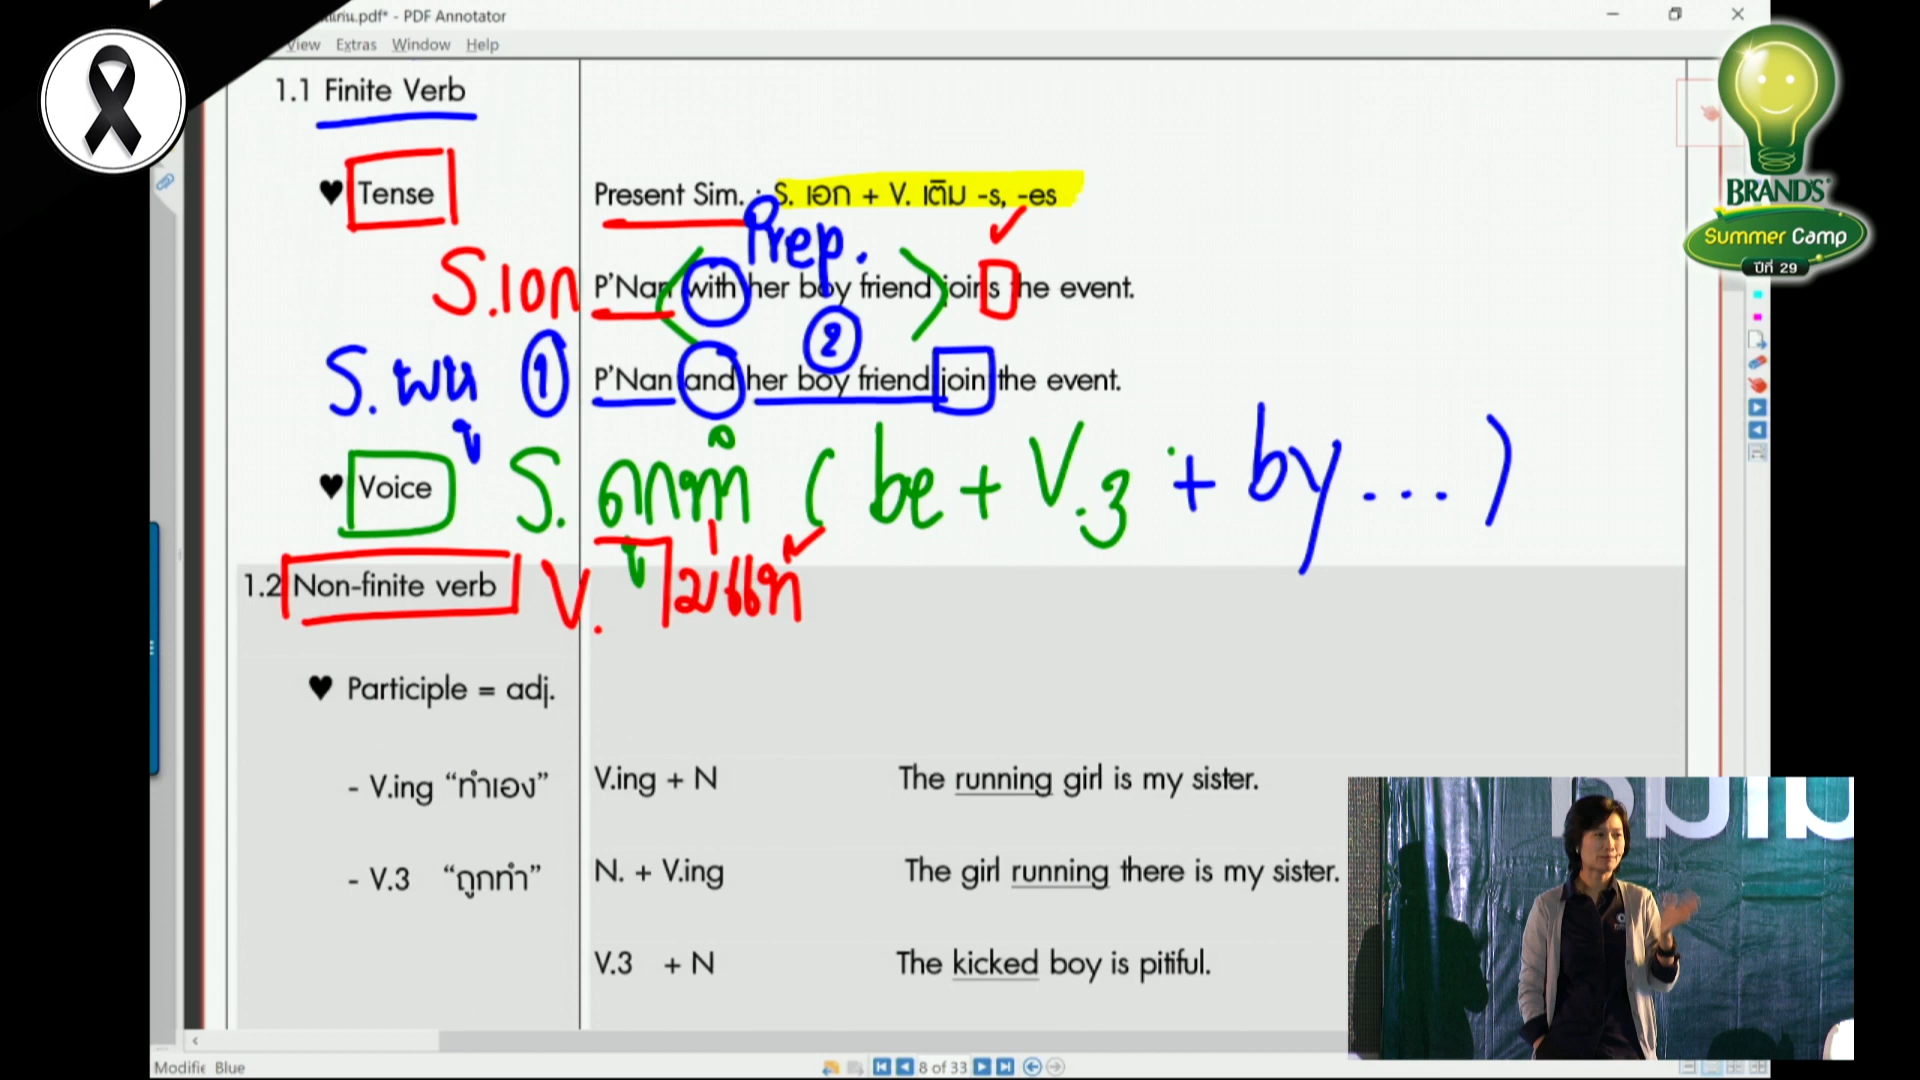 .pdf* - PDF Annotator
View Extras Window Help
1.1 Finite Verb
♥ Tense
Present Sim. : S. เอก + V. เติม -s, -es
Prep.
S.เอก
P'Nan with her boy friend joins the event.
S. พหู ① ②
P'Nan and her boy friend join the event.
♥ Voice
S. ถูกทำ ( be + V.3 + by ... )
1.2 Non-finite verb
V. ไม่แท้
♥ Participle = adj.
- V.ing “ทำเอง” V.ing + N The running girl is my sister.
- V.3 “ถูกทำ” N. + V.ing The girl running there is my sister.
V.3 + N The kicked boy is pitiful.
8 of 33
Blue
BRAND'S
Summer Camp
ปีที่ 29